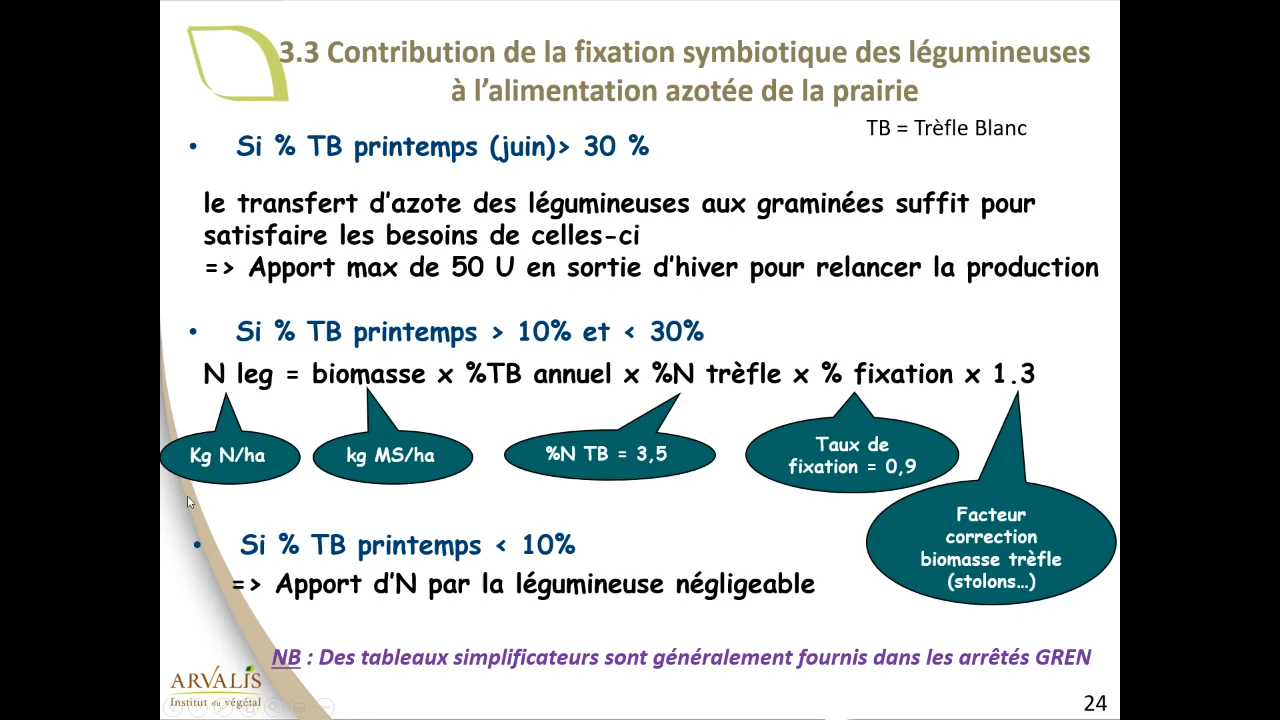 3.3 Contribution de la fixation symbiotique des légumineuses
à l’alimentation azotée de la prairie
TB = Trèfle Blanc
• Si % TB printemps (juin)> 30 %
le transfert d’azote des légumineuses aux graminées suffit pour
satisfaire les besoins de celles-ci
=> Apport max de 50 U en sortie d’hiver pour relancer la production
• Si % TB printemps > 10% et < 30%
N leg = biomasse x %TB annuel x %N trèfle x % fixation x 1.3
Kg N/ha
kg MS/ha
%N TB = 3,5
Taux de
fixation = 0,9
Facteur
correction
biomasse trèfle
(stolons…)
• Si % TB printemps < 10%
=> Apport d’N par la légumineuse négligeable
NB : Des tableaux simplificateurs sont généralement fournis dans les arrêtés GREN
ARVALIS
Institut du végétal
24